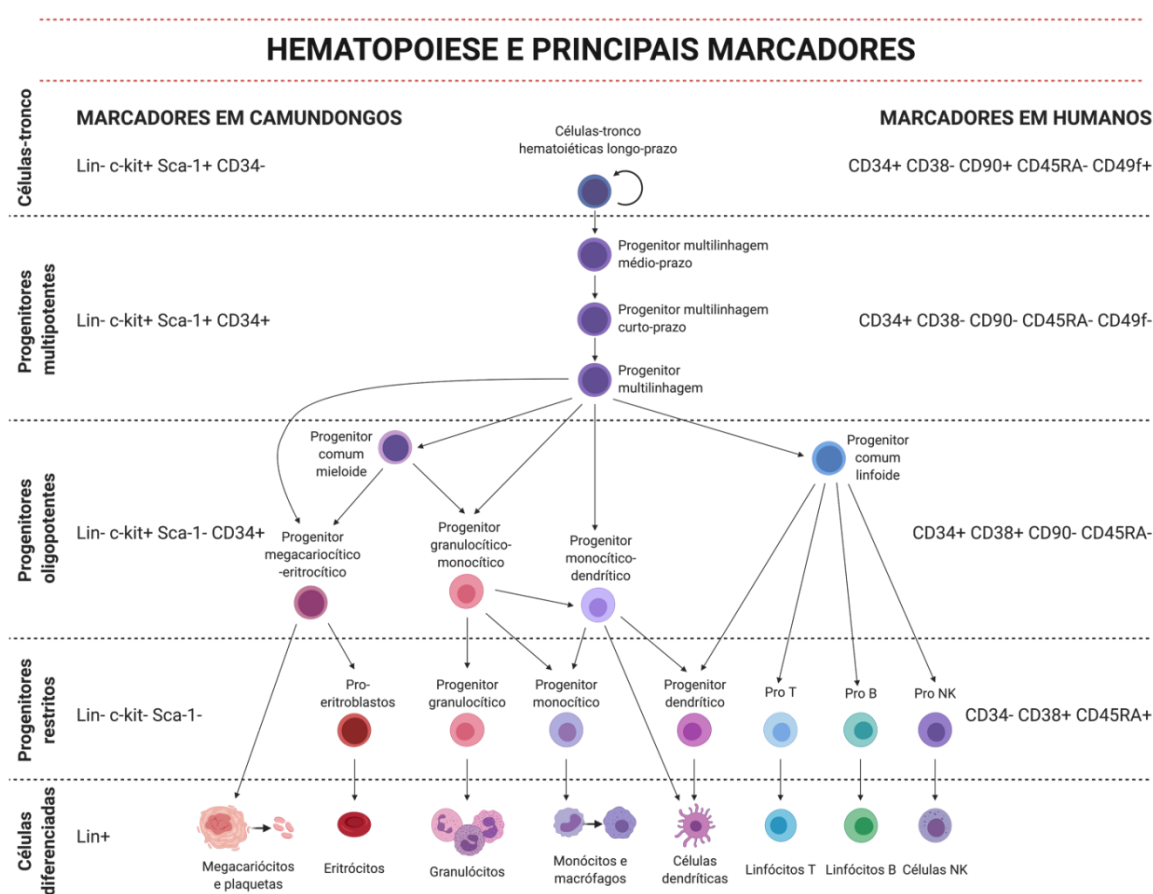 HEMATOPOIESE E PRINCIPAIS MARCADORES
Células-tronco
MARCADORES EM CAMUNDONGOS
MARCADORES EM HUMANOS
Lin- c-kit+ Sca-1+ CD34-
Células-tronco
hematoiéticas longo-prazo
CD34+ CD38- CD90+ CD45RA- CD49f+
Progenitores
multipotentes
Lin- c-kit+ Sca-1+ CD34+
Progenitor multilinhagem
médio-prazo
Progenitor multilinhagem
curto-prazo
Progenitor
multilinhagem
CD34+ CD38- CD90- CD45RA- CD49f-
Progenitores
oligopotentes
Lin- c-kit+ Sca-1- CD34+
Progenitor
comum
mieloide
Progenitor
comum
linfoide
Progenitor
megacariocítico
-eritrocítico
Progenitor
granulocítico-
monocítico
Progenitor
monocítico-
dendrítico
CD34+ CD38+ CD90- CD45RA-
Progenitores
restritos
Lin- c-kit- Sca-1-
Pro-
eritroblastos
Progenitor
granulocítico
Progenitor
monocítico
Progenitor
dendrítico
Pro T
Pro B
Pro NK
CD34- CD38+ CD45RA+
Células
diferenciadas
Lin+
Megacariócitos
e plaquetas
Eritrócitos
Granulócitos
Monócitos e
macrófagos
Células
dendríticas
Linfócitos T
Linfócitos B
Células NK